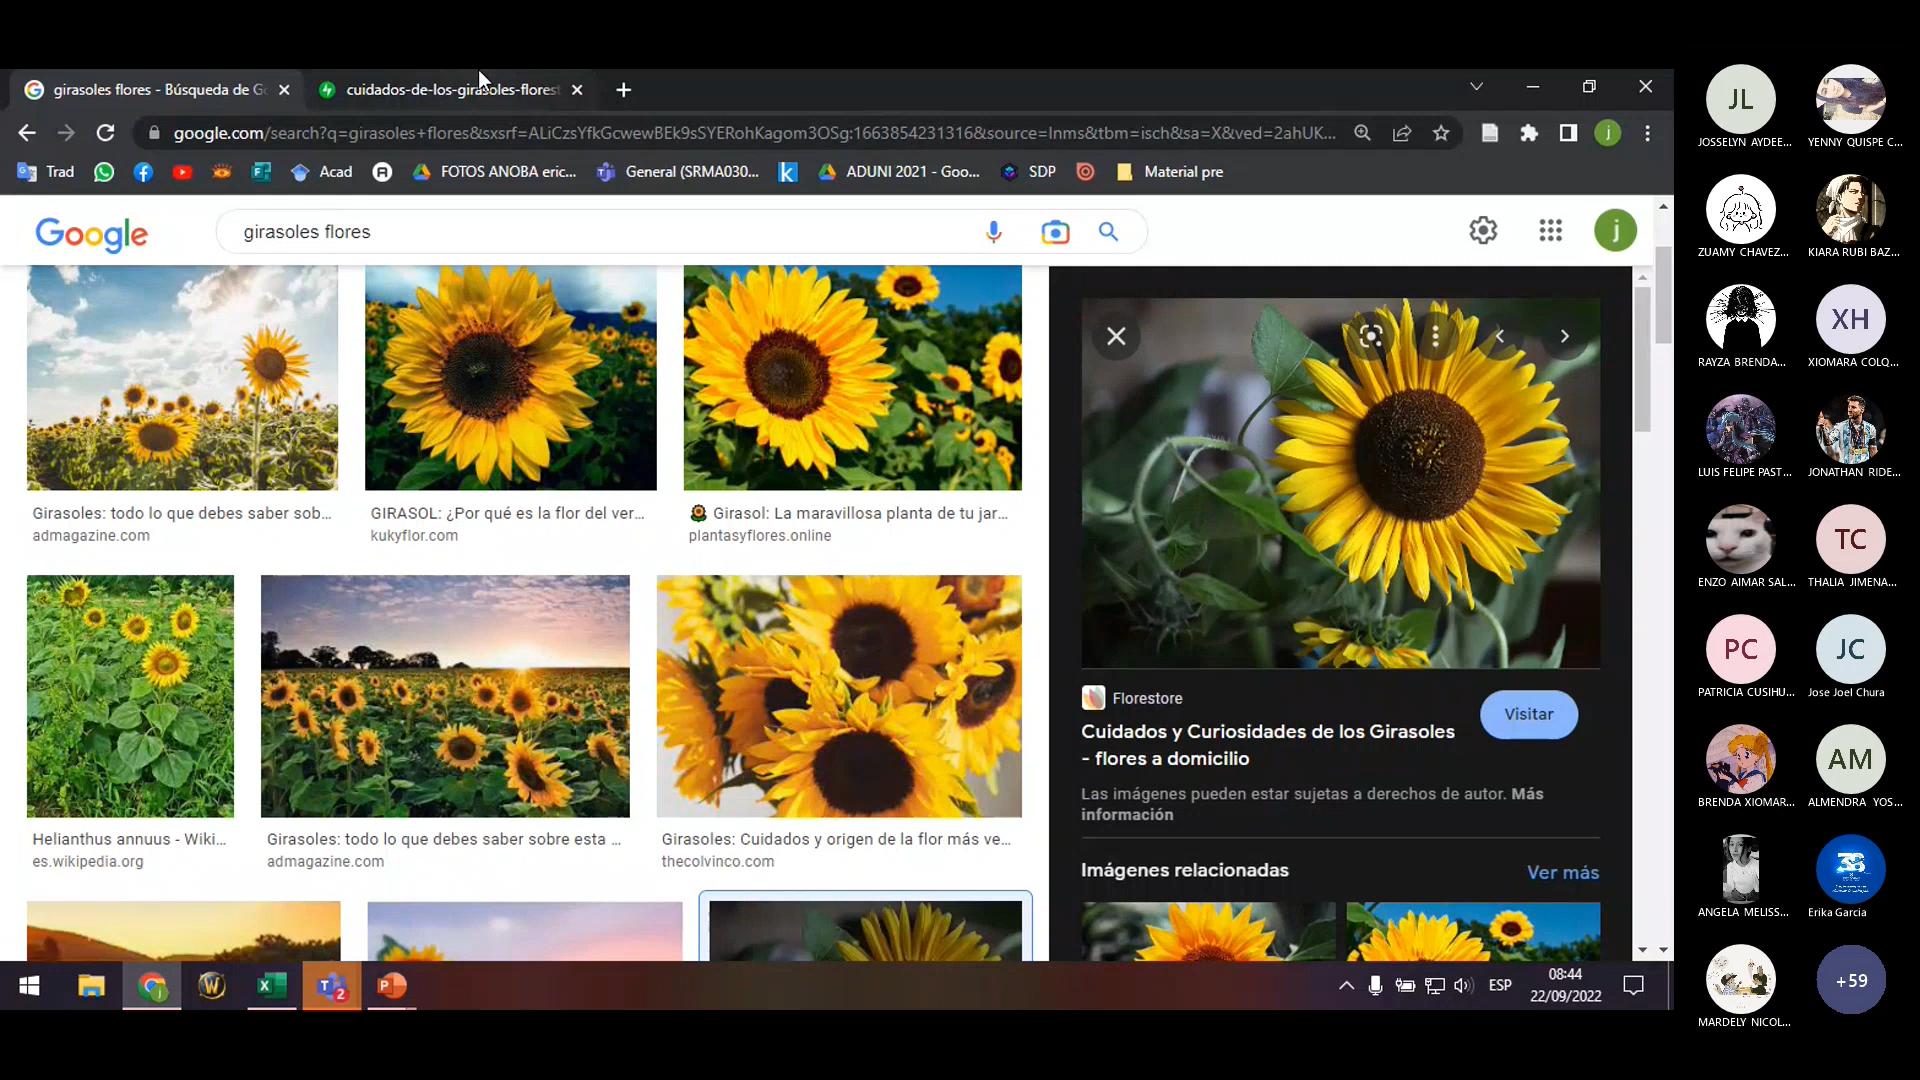 girasoles flores - Búsqueda de Go
cuidados-de-los-girasoles-florest
google.com/search?q=girasoles+flores&sxsrf=ALiCzsYfkGcwewBEk9sSYERohKagom3OSg:1663854231316&source=lnms&tbm=isch&sa=X&ved=2ahUK...
Trad
Acad
FOTOS ANOBA eric...
General (SRMA030...
ADUNI 2021 - Goo...
SDP
Material pre
Google
girasoles flores
j
Girasoles: todo lo que debes saber sob...
admagazine.com
GIRASOL: ¿Por qué es la flor del ver...
kukyflor.com
Girasol: La maravillosa planta de tu jar...
plantasyflores.online
Helianthus annuus - Wiki...
es.wikipedia.org
Girasoles: todo lo que debes saber sobre esta ...
admagazine.com
Girasoles: Cuidados y origen de la flor más ve...
thecolvinco.com
Florestore
Cuidados y Curiosidades de los Girasoles
- flores a domicilio
Visitar
Las imágenes pueden estar sujetas a derechos de autor. Más
información
Imágenes relacionadas
Ver más
ESP
08:44
22/09/2022
JL
JOSSELYN AYDEE...
YENNY QUISPE C...
ZUAMY CHAVEZ...
KIARA RUBI BAZ...
RAYZA BRENDA...
XH
XIOMARA COLQ...
LUIS FELIPE PAST...
JONATHAN RIDE...
ENZO AIMAR SAL...
TC
THALIA JIMENA...
PC
PATRICIA CUSIHU...
JC
Jose Joel Chura
BRENDA XIOMAR...
AM
ALMENDRA YOS...
ANGELA MELISS...
Erika Garcia
MARDELY NICOL...
+59